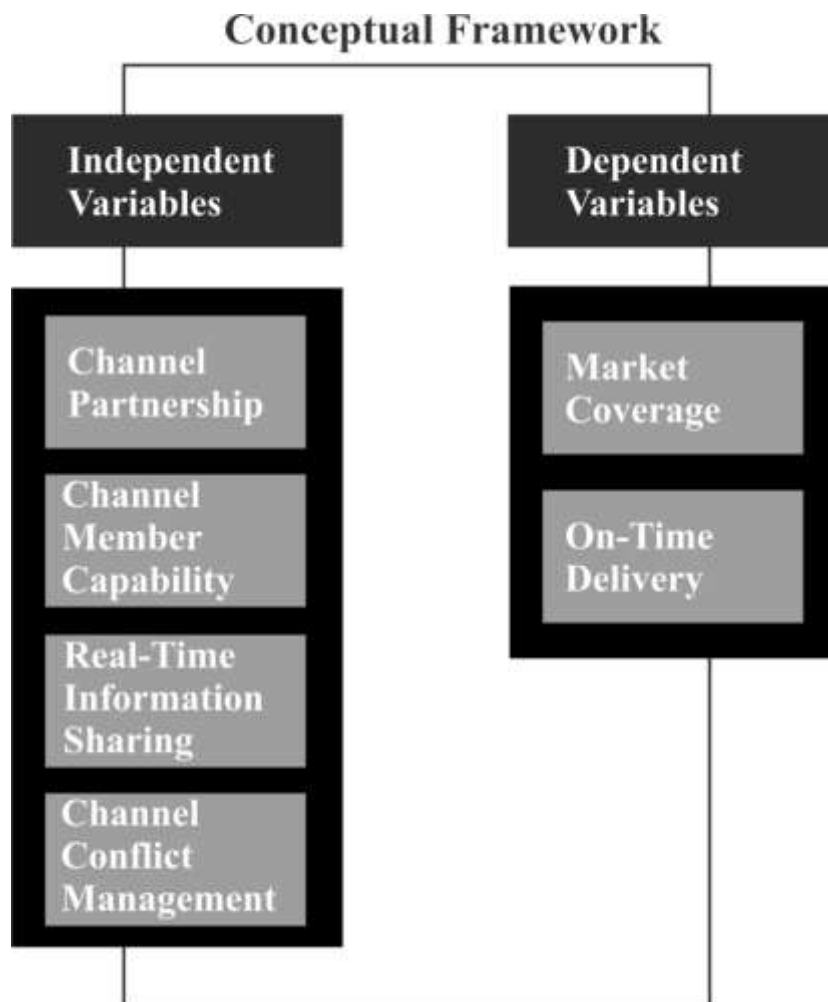 Conceptual Framework
Independent
Variables
Channel
Partnership
Channel
Member
Capability
Real-Time
Information
Sharing
Channel
Conflict
Management
Dependent
Variables
Market
Coverage
On-Time
Delivery